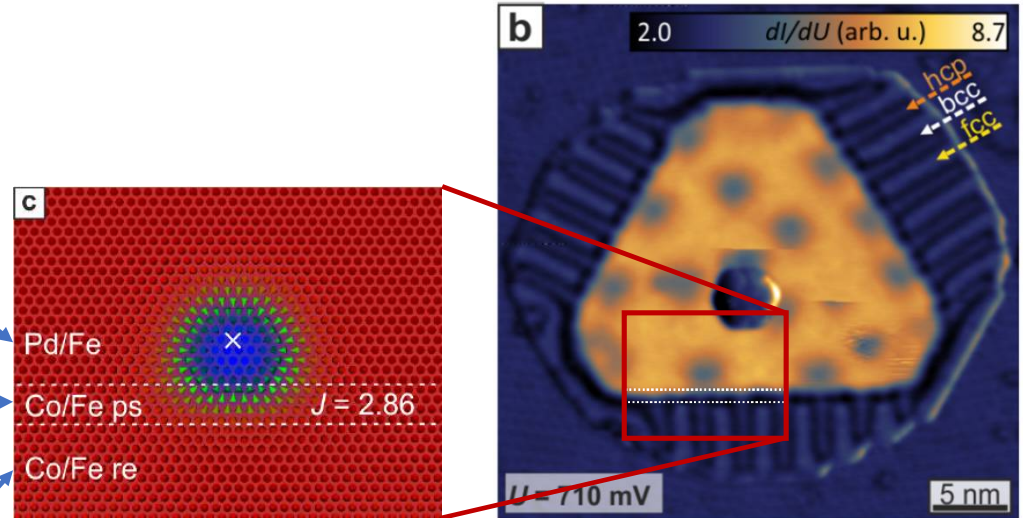 b
2.0 dI/dU (arb. u.) 8.7
hcp
bcc
fcc
c
Pd/Fe
Co/Fe ps J = 2.86
Co/Fe re
U = 710 mV
5 nm